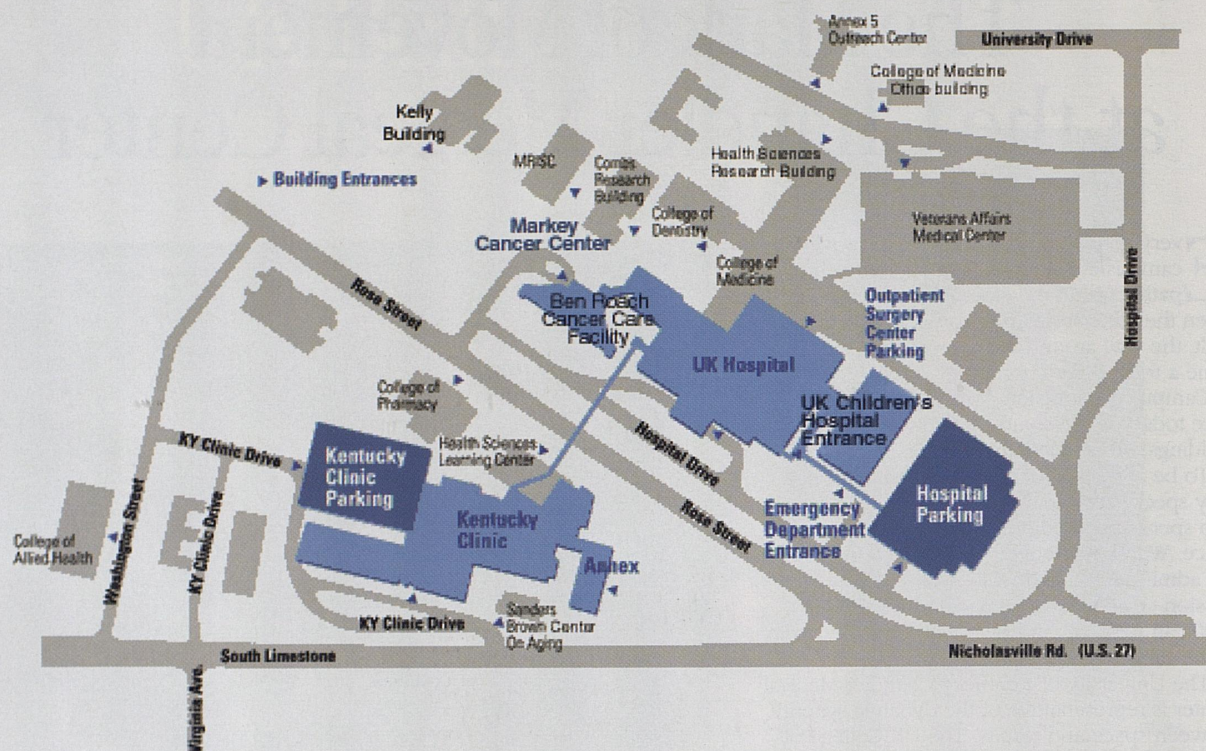 Annex 5
Outreach Center
University Drive
College of Medicine
Office building
Kelly
Building
MRISC
Combs
Research
Building
Health Sciences
Research Building
Building Entrances
Markey
Cancer Center
College of
Dentistry
Veterans Affairs
Medical Center
College of
Medicine
Rose Street
Ben Roach
Cancer Care
Facility
Outpatient
Surgery
Center
Parking
Hospital Drive
UK Hospital
College of
Pharmacy
UK Children's
Hospital
Entrance
KY Clinic Drive
Kentucky
Clinic
Parking
Health Sciences
Learning Center
Hospital Drive
Hospital
Parking
Rose Street
Emergency
Department
Entrance
Kentucky
Clinic
College of
Allied Health
Washington Street
KY Clinic Drive
Annex
KY Clinic Drive
Sanders
Brown Center
On Aging
South Limestone
Nicholasville Rd. (U.S. 27)
Virginia Ave.